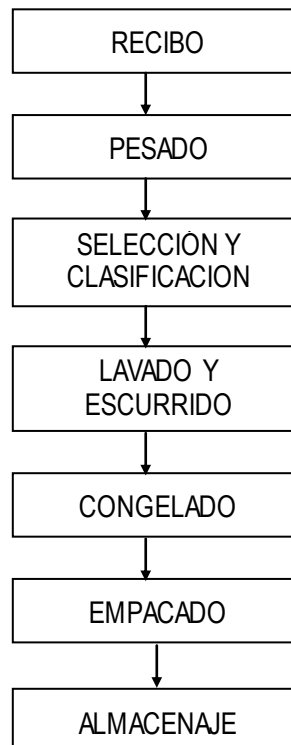 RECIBO
PESADO
SELECCIÓN Y
CLASIFICACION
LAVADO Y
ESCURRIDO
CONGELADO
EMPACADO
ALMACENAJE